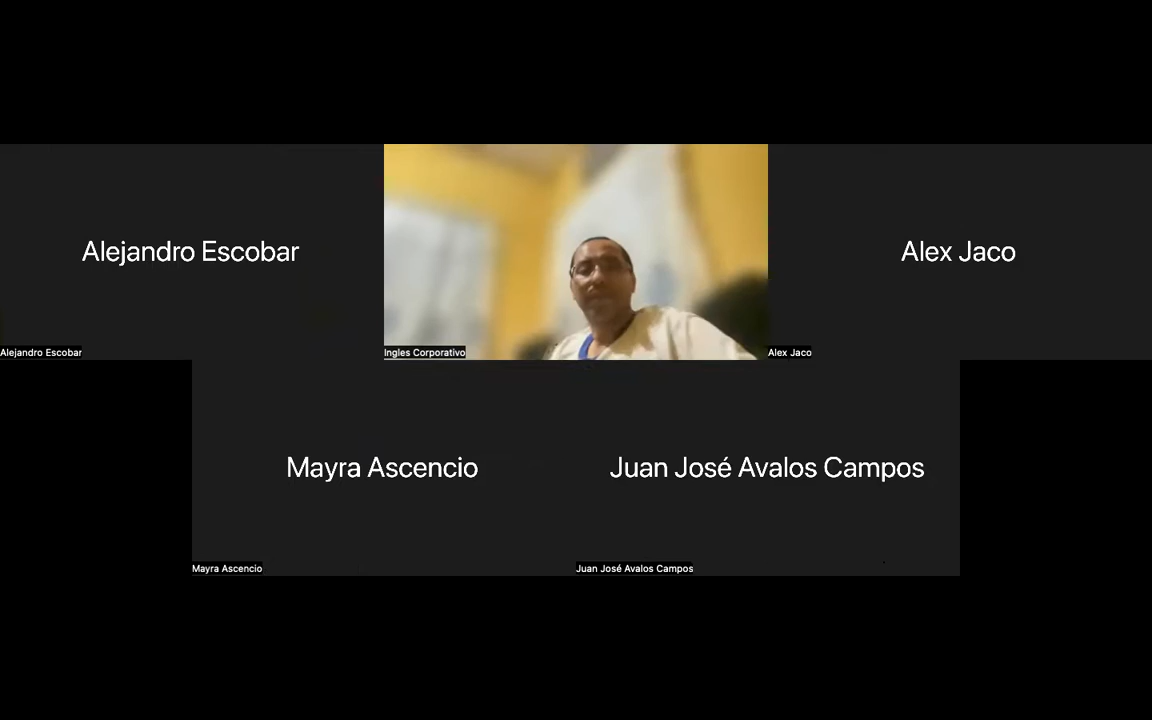 Alejandro Escobar
Alex Jaco
Alejandro Escobar
Ingles Corporativo
Alex Jaco
Mayra Ascencio
Juan José Avalos Campos
Mayra Ascencio
Juan José Avalos Campos